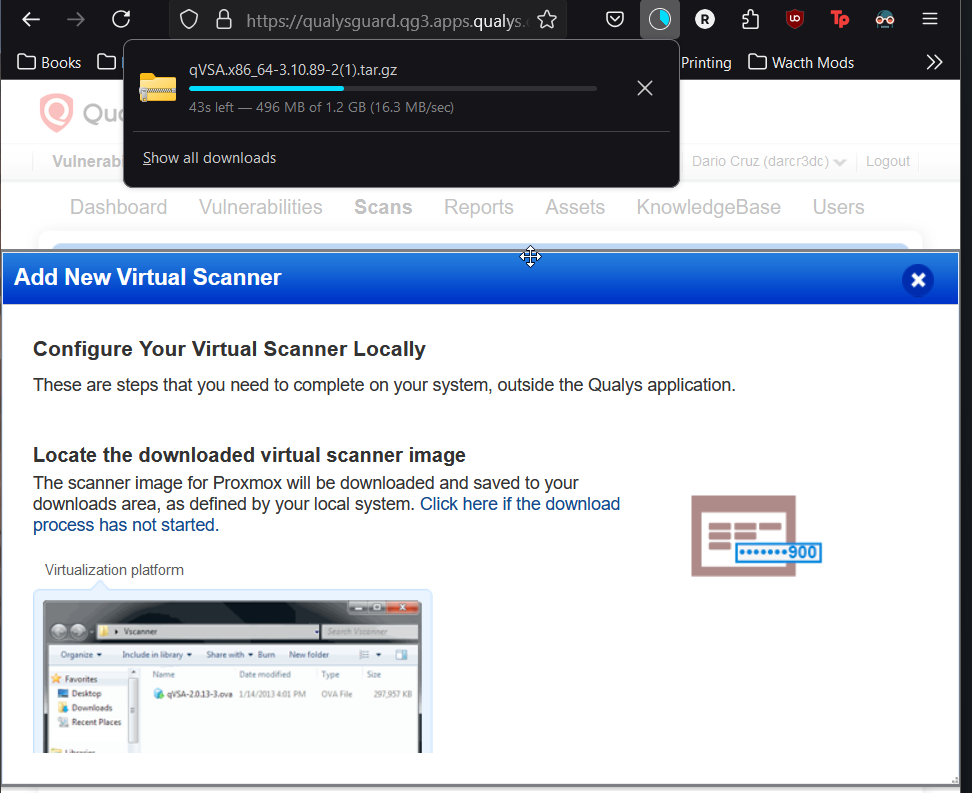 https://qualysguard.qg3.apps.qualys.
Books
Printing
Wacth Mods
qVSA.x86_64-3.10.89-2(1).tar.gz
43s left — 496 MB of 1.2 GB (16.3 MB/sec)
Show all downloads
Dario Cruz (darcr3dc)
Logout
Dashboard Vulnerabilities Scans Reports Assets KnowledgeBase Users
Add New Virtual Scanner
Configure Your Virtual Scanner Locally
These are steps that you need to complete on your system, outside the Qualys application.
Locate the downloaded virtual scanner image
The scanner image for Proxmox will be downloaded and saved to your
downloads area, as defined by your local system. Click here if the download
process has not started.
•••••••900
Virtualization platform
Vscanner
Search Vscanner
Organize Include in library Share with Burn New folder
Favorites
Desktop
Downloads
Recent Places
Libraries
Name Date modified Type Size
qVSA-2.0.13-3.ova 1/14/2013 4:01 PM OVA File 297,957 KB